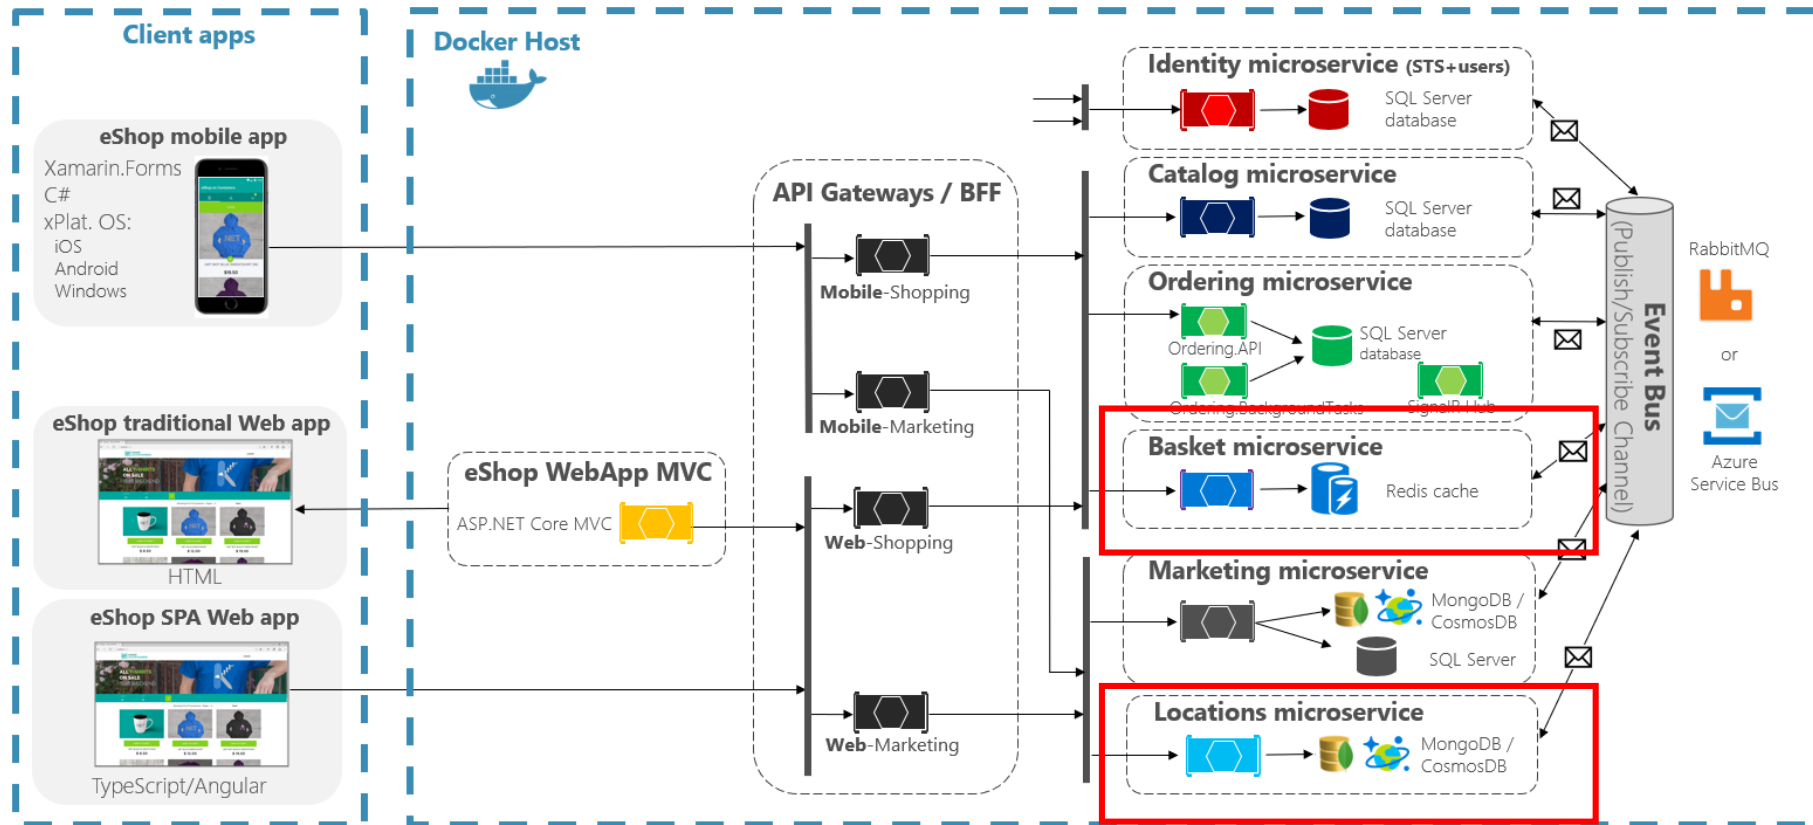 Client apps
eShop mobile app
Xamarin.Forms
C#
xPlat. OS:
iOS
Android
Windows
eShop traditional Web app
HTML
eShop SPA Web app
TypeScript/Angular
Docker Host
eShop WebApp MVC
ASP.NET Core MVC
API Gateways / BFF
Mobile-Shopping
Mobile-Marketing
Web-Shopping
Web-Marketing
Identity microservice (STS+users)
SQL Server
database
Catalog microservice
SQL Server
database
Ordering microservice
Ordering.API
SQL Server
database
Ordering.BackgroundTasks
SignalR Hub
Basket microservice
Redis cache
Marketing microservice
MongoDB /
CosmosDB
SQL Server
Locations microservice
MongoDB /
CosmosDB
Event Bus
(Publish/Subscribe Channel)
RabbitMQ
or
Azure
Service Bus